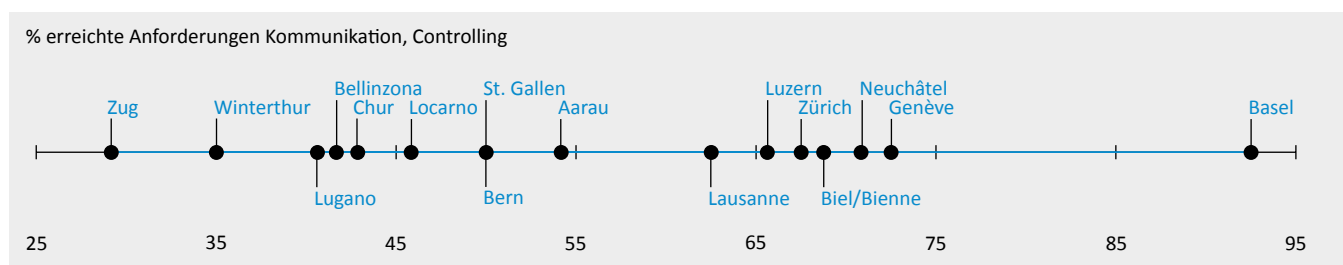 % erreichte Anforderungen Kommunikation, Controlling
Bellinzona St. Gallen Luzern Neuchâtel
Zug Winterthur Chur Locarno Aarau Zürich Genève Basel
Lugano Bern Lausanne Biel/Bienne
25 35 45 55 65 75 85 95